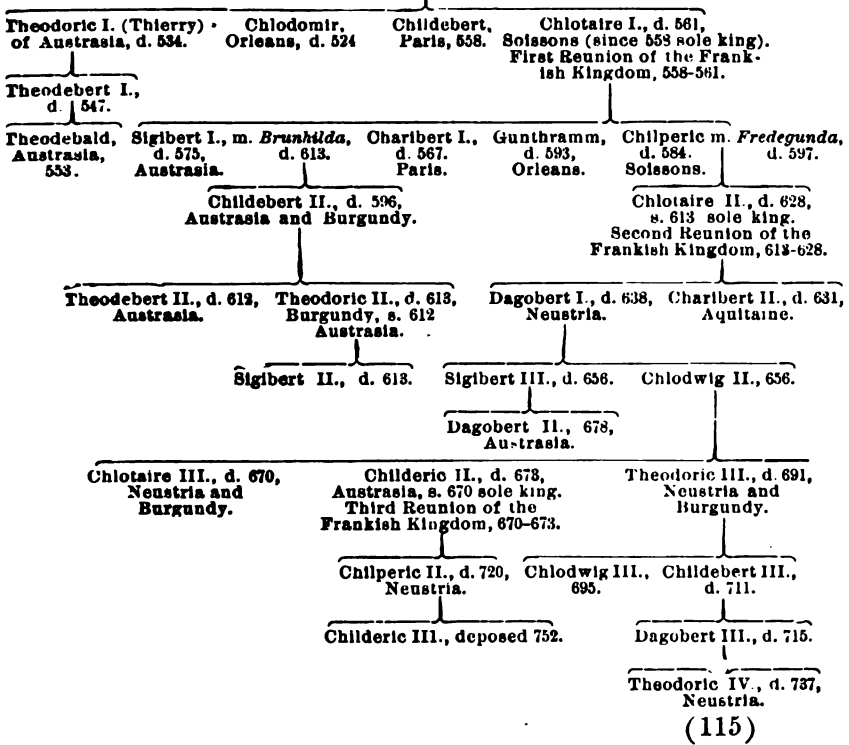 Theodoric I. (Thierry)
of Austrasia, d. 534.
Chlodomir,
Orleans, d. 524
Childebert,
Paris, 558.
Chlotaire I., d. 561,
Soissons (since 558 sole king).
First Reunion of the Frank-
ish Kingdom, 558-561.
Theodebert I.,
d. 547.
Theodebald,
Austrasia,
553.
Sigibert I., m. Brunhilda,
d. 575, d. 613.
Austrasia.
Charibert I.,
d. 567.
Paris.
Gunthramm,
d. 593,
Orleans.
Chilperic m. Fredegunda,
d. 584. d. 597.
Soissons.
Childebert II., d. 596,
Austrasia and Burgundy.
Chlotaire II., d. 628,
s. 613 sole king.
Second Reunion of the
Frankish Kingdom, 613-628.
Theodebert II., d. 612,
Austrasia.
Theodoric II., d. 613,
Burgundy, s. 612
Austrasia.
Dagobert I., d. 638,
Neustria.
Charibert II., d. 631,
Aquitaine.
Sigibert II., d. 613.
Sigibert III., d. 656.
Chlodwig II., 656.
Dagobert II., 678,
Austrasia.
Chlotaire III., d. 670,
Neustria and
Burgundy.
Childeric II., d. 673,
Austrasia, s. 670 sole king.
Third Reunion of the
Frankish Kingdom, 670-673.
Theodoric III., d. 691,
Neustria and
Burgundy.
Chilperic II., d. 720,
Neustria.
Chlodwig III.,
695.
Childebert III.,
d. 711.
Childeric III., deposed 752.
Dagobert III., d. 715.
Theodoric IV., d. 737,
Neustria.
(115)